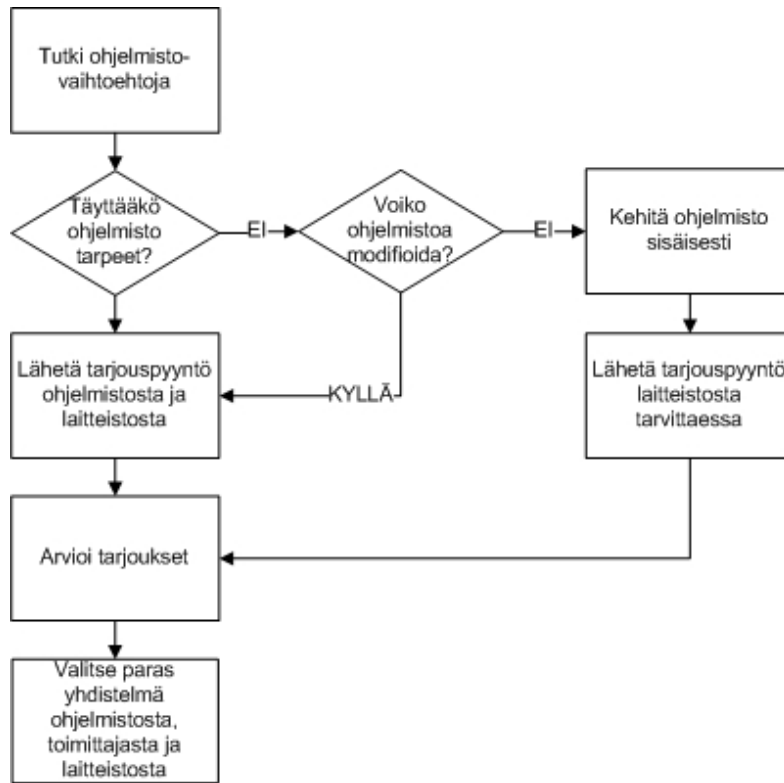 Tutki ohjelmisto-
vaihtoehtoja
Täyttääkö
ohjelmisto
tarpeet?
EI
Voiko
ohjelmistoa
modifioida?
EI
Kehitä ohjelmisto
sisäisesti
Lähetä tarjouspyyntö
ohjelmistosta ja
laitteistosta
KYLLÄ
Lähetä tarjouspyyntö
laitteistosta
tarvittaessa
Arvioi tarjoukset
Valitse paras
yhdistelmä
ohjelmistosta,
toimittajasta ja
laitteistosta